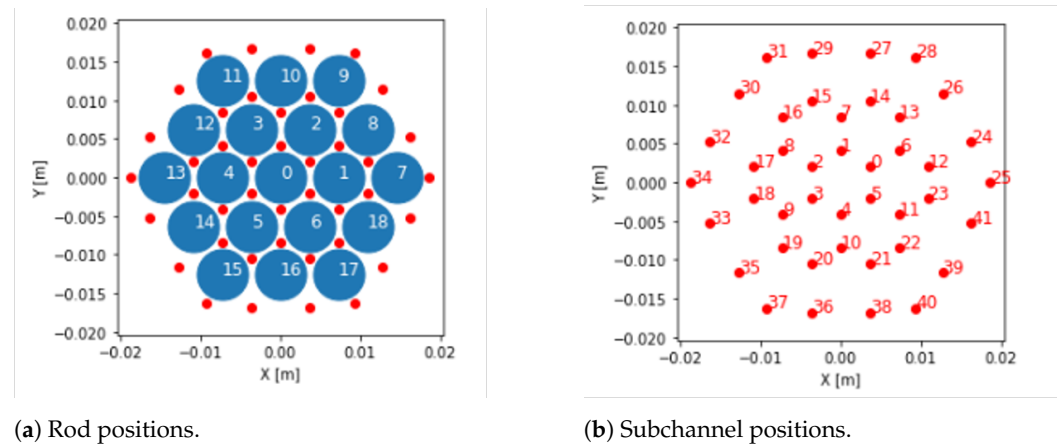 0.020
0.015
0.010
0.005
0.000
−0.005
−0.010
−0.015
−0.020
Y [m]
11 10 9
12 3 2 8
13 4 0 1 7
14 5 6 18
15 16 17
−0.02 −0.01 0.00 0.01 0.02
X [m]
(a) Rod positions.
0.020
0.015
0.010
0.005
0.000
−0.005
−0.010
−0.015
−0.020
Y [m]
31 29 27 28
30 26
15 14
16 7 13
32 24
8 1 6
17 2 0 12
34 25
18 3 5 23
9 4 11
33 41
19 10 22
20 21
35 39
37 36 38 40
−0.02 −0.01 0.00 0.01 0.02
X [m]
(b) Subchannel positions.